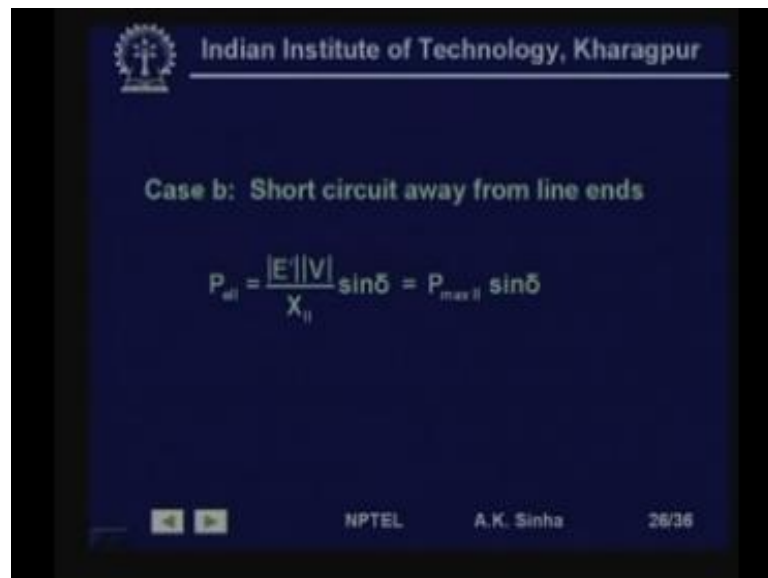 Indian Institute of Technology, Kharagpur
Case b: Short circuit away from line ends
P_eII = |E'||V| / X_II sinδ = P_max II sinδ
NPTEL A.K. Sinha 26/36